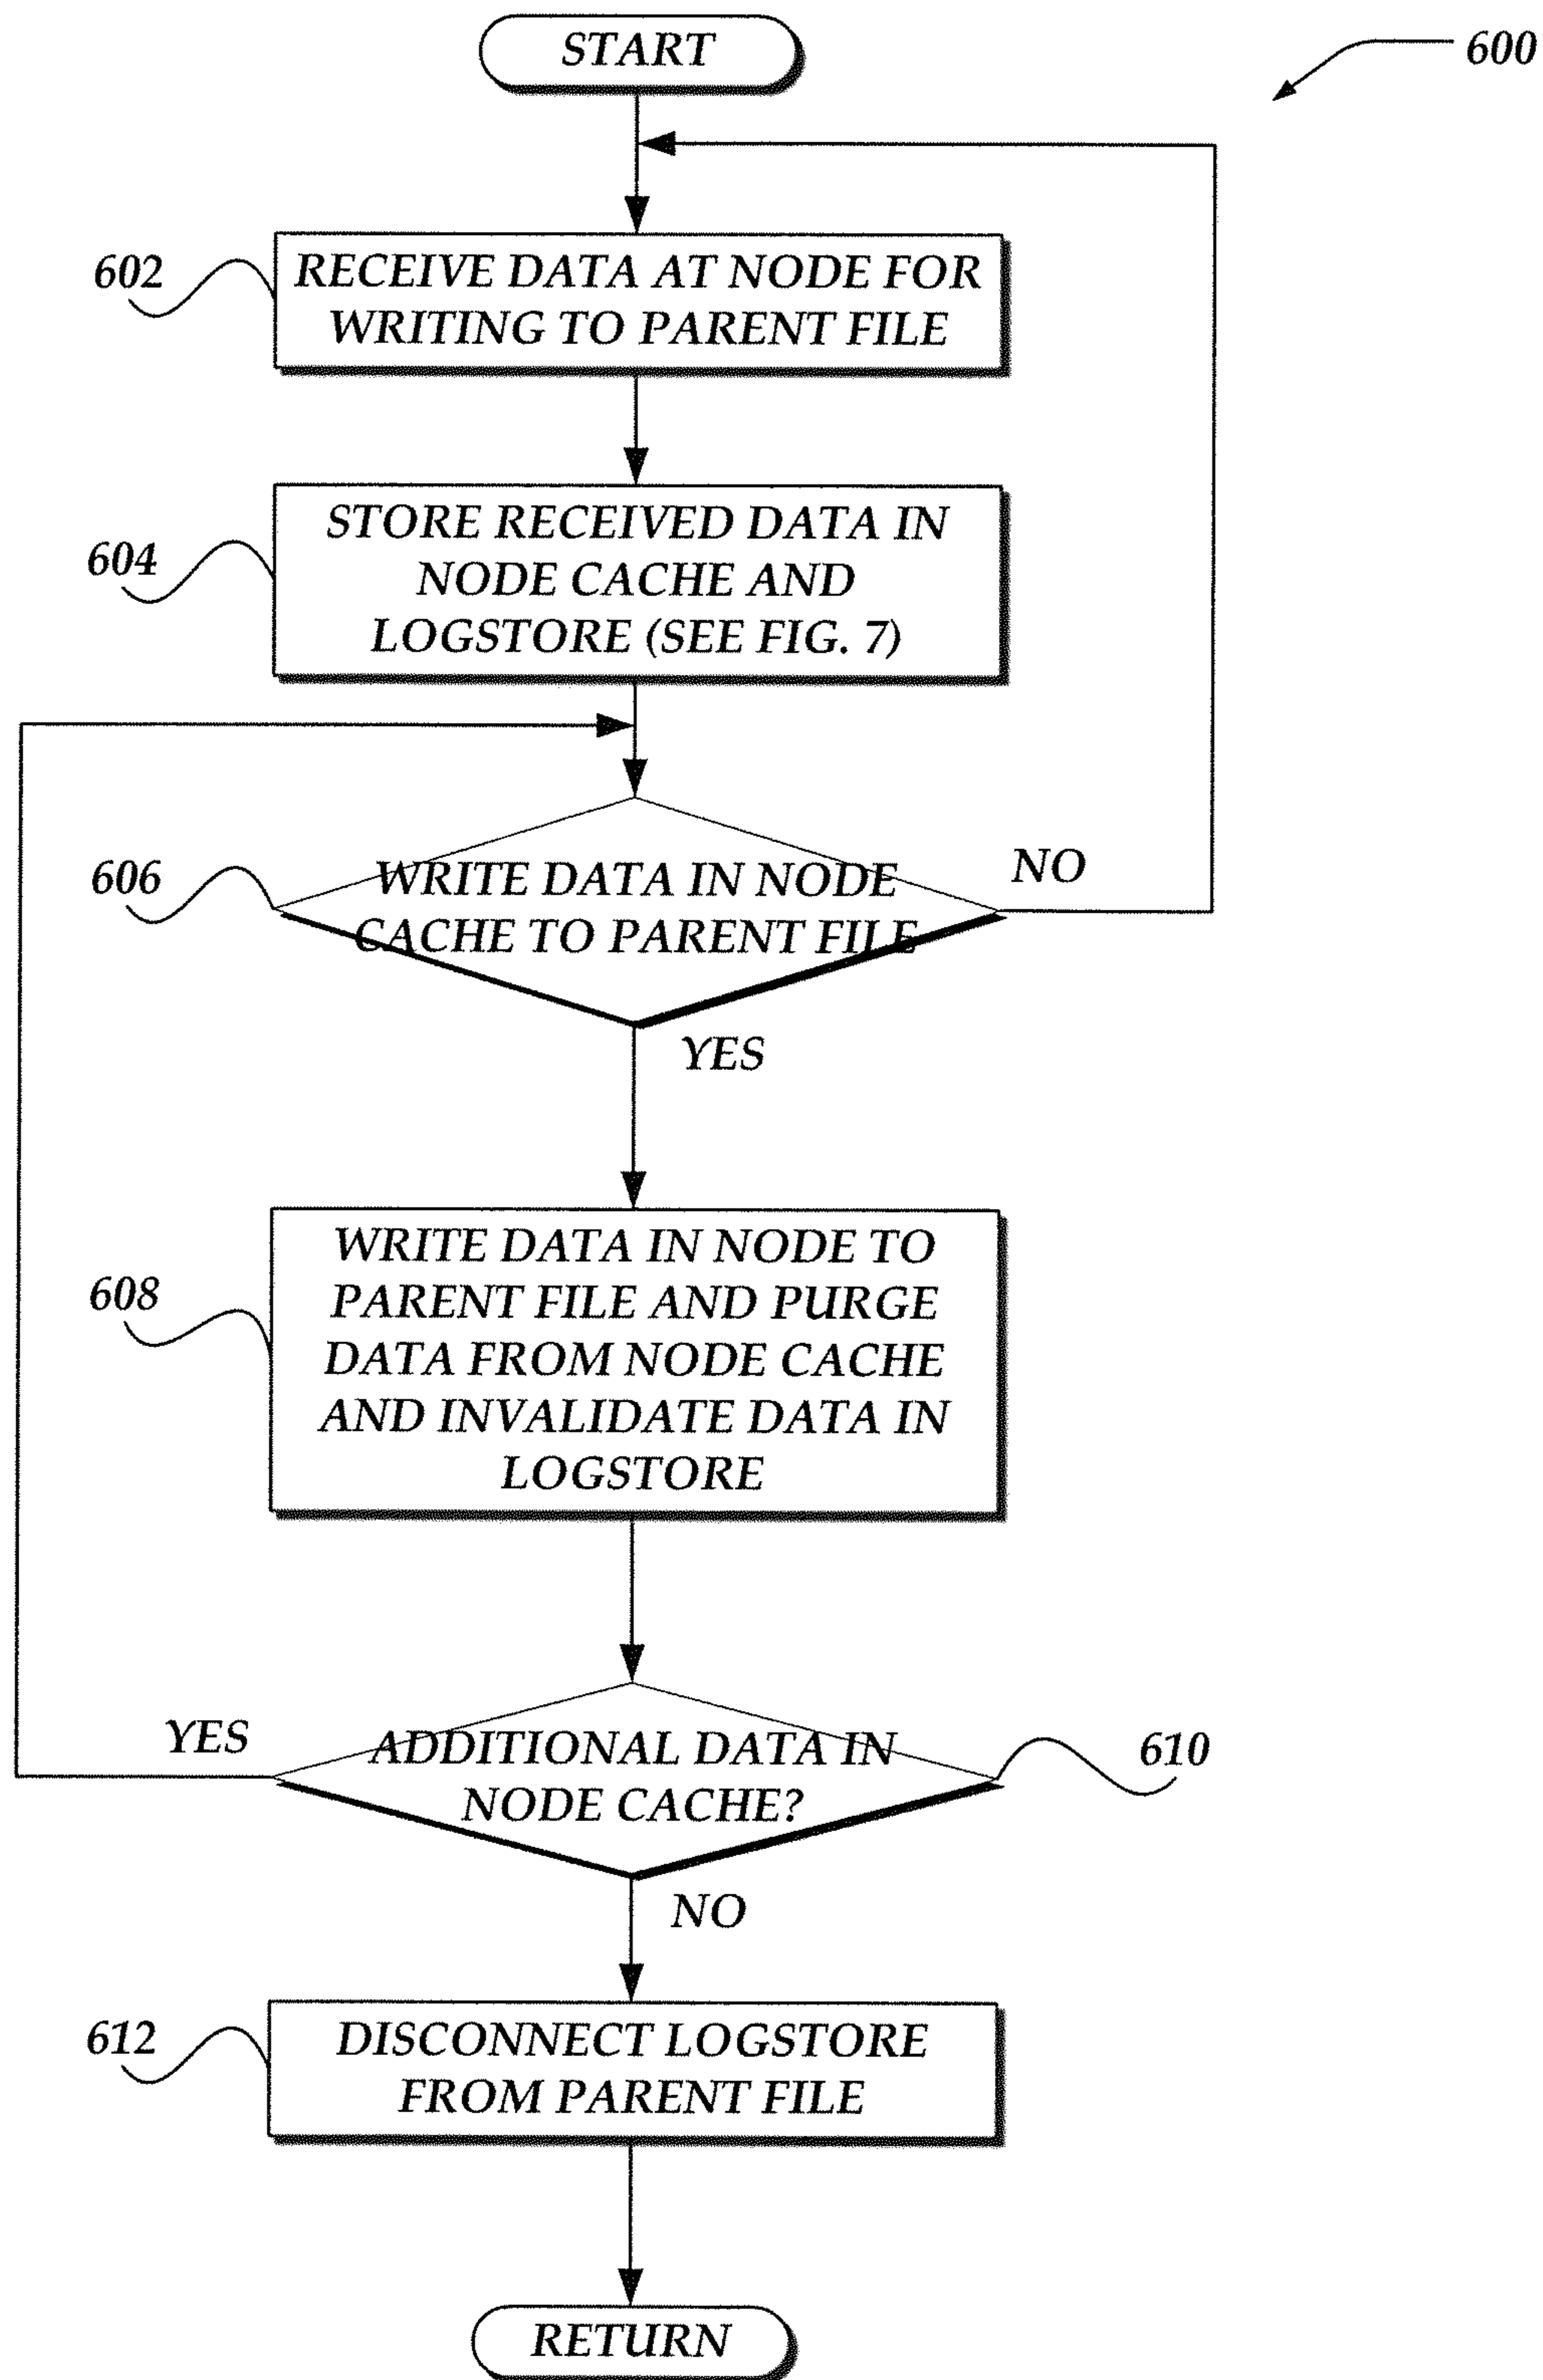 START
600
602
RECEIVE DATA AT NODE FOR
WRITING TO PARENT FILE
604
STORE RECEIVED DATA IN
NODE CACHE AND
LOGSTORE (SEE FIG. 7)
606
WRITE DATA IN NODE
CACHE TO PARENT FILE
NO
YES
608
WRITE DATA IN NODE TO
PARENT FILE AND PURGE
DATA FROM NODE CACHE
AND INVALIDATE DATA IN
LOGSTORE
YES
ADDITIONAL DATA IN
NODE CACHE?
610
NO
612
DISCONNECT LOGSTORE
FROM PARENT FILE
RETURN